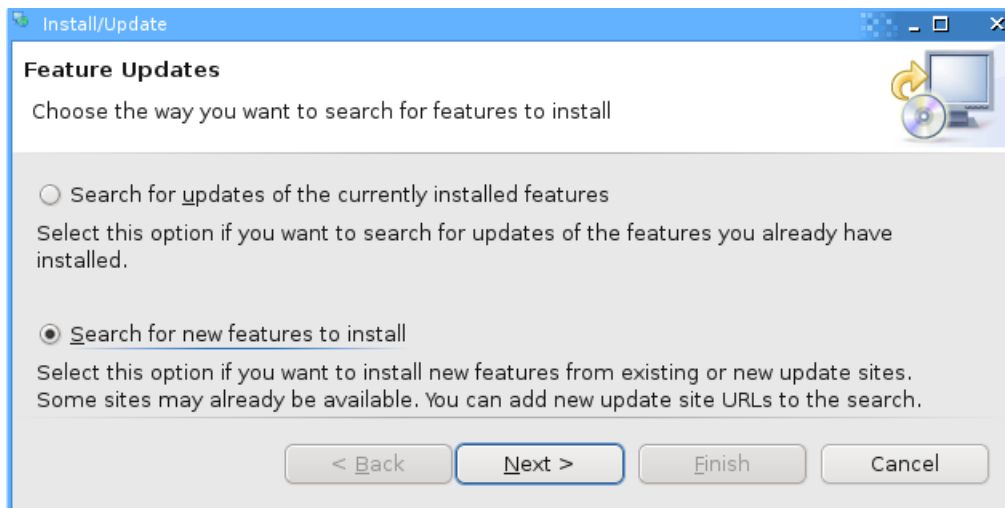 Install/Update
Feature Updates
Choose the way you want to search for features to install
Search for updates of the currently installed features
Select this option if you want to search for updates of the features you already have
installed.
Search for new features to install
Select this option if you want to install new features from existing or new update sites.
Some sites may already be available. You can add new update site URLs to the search.
< Back Next > Finish Cancel